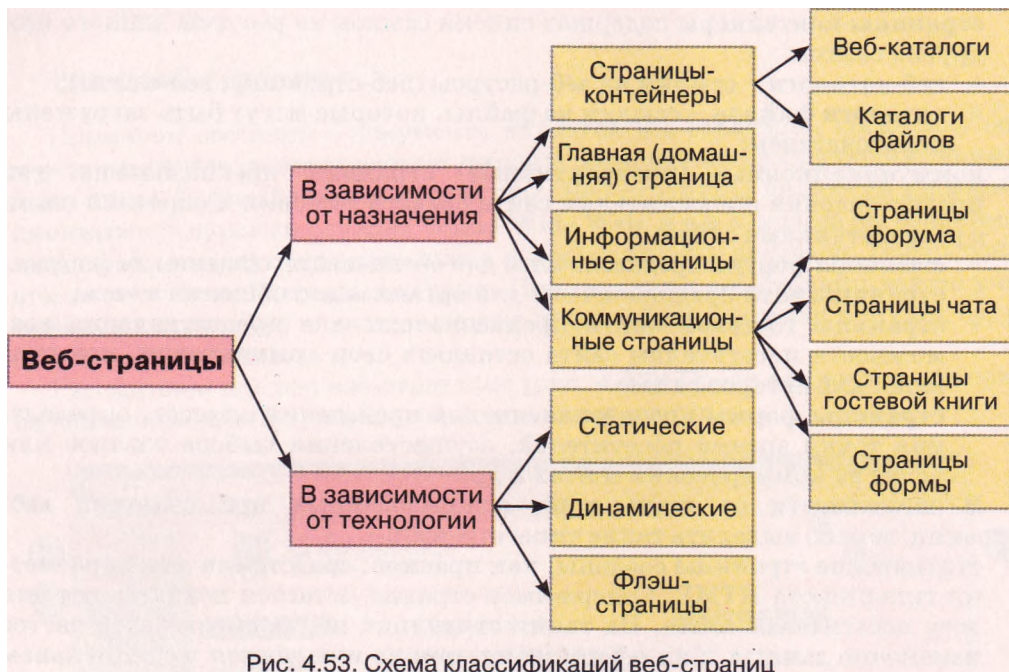 Веб-страницы
В зависимости
от назначения
В зависимости
от технологии
Страницы-
контейнеры
Главная (домаш-
няя) страница
Информацион-
ные страницы
Коммуникацион-
ные страницы
Статические
Динамические
Флэш-
страницы
Веб-каталоги
Каталоги
файлов
Страницы
форума
Страницы чата
Страницы
гостевой книги
Страницы
формы
Рис. 4.53. Схема классификаций веб-страниц